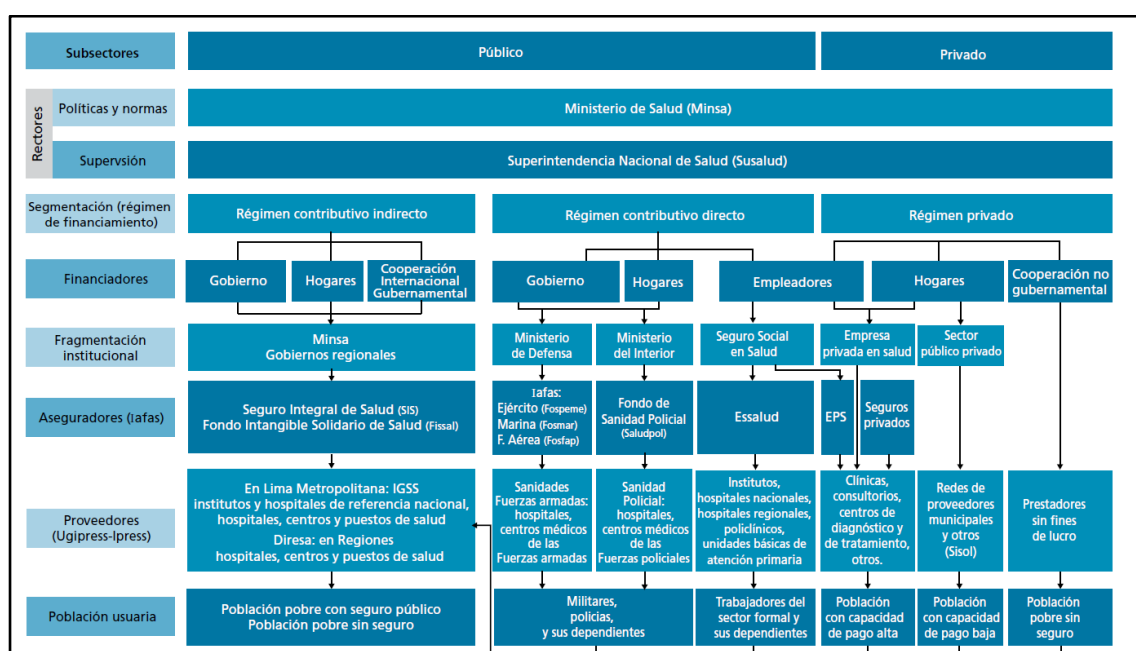 Subsectores
Público
Privado
Rectores
Políticas y normas
Ministerio de Salud (Minsa)
Supervsión
Superintendencia Nacional de Salud (Susalud)
Segmentación (régimen
de financiamiento)
Régimen contributivo indirecto
Régimen contributivo directo
Régimen privado
Financiadores
Gobierno
Hogares
Cooperación
Internacional
Gubernamental
Gobierno
Hogares
Empleadores
Hogares
Cooperación no
gubernamental
Fragmentación
institucional
Minsa
Gobiernos regionales
Ministerio
de Defensa
Ministerio
del Interior
Seguro Social
en Salud
Empresa
privada en salud
Sector
público privado
Aseguradores (Iafas)
Seguro Integral de Salud (SIS)
Fondo Intangible Solidario de Salud (Fissal)
Iafas:
Ejército (Fospeme)
Marina (Fosmar)
F. Aérea (Fosfap)
Fondo de
Sanidad Policial
(Saludpol)
Essalud
EPS
Seguros
privados
Proveedores
(Ugipress-Ipress)
En Lima Metropolitana: IGSS
institutos y hospitales de referencia nacional,
hospitales, centros y puestos de salud
Diresa: en Regiones
hospitales, centros y puestos de salud
Sanidades
Fuerzas armadas:
hospitales,
centros médicos
de las
Fuerzas armadas
Sanidad
Policial:
hospitales,
centros médicos
de las
Fuerzas policiales
Institutos,
hospitales nacionales,
hospitales regionales,
policlínicos,
unidades básicas de
atención primaria
Clínicas,
consultorios,
centros de
diagnóstico y
de tratamiento,
otros.
Redes de
proveedores
municipales
y otros
(Sisol)
Prestadores
sin fines
de lucro
Población usuaria
Población pobre con seguro público
Población pobre sin seguro
Militares,
policias,
y sus dependientes
Trabajadores del
sector formal y
sus dependientes
Población
con capacidad
de pago alta
Población
con capacidad
de pago baja
Población
pobre sin
seguro